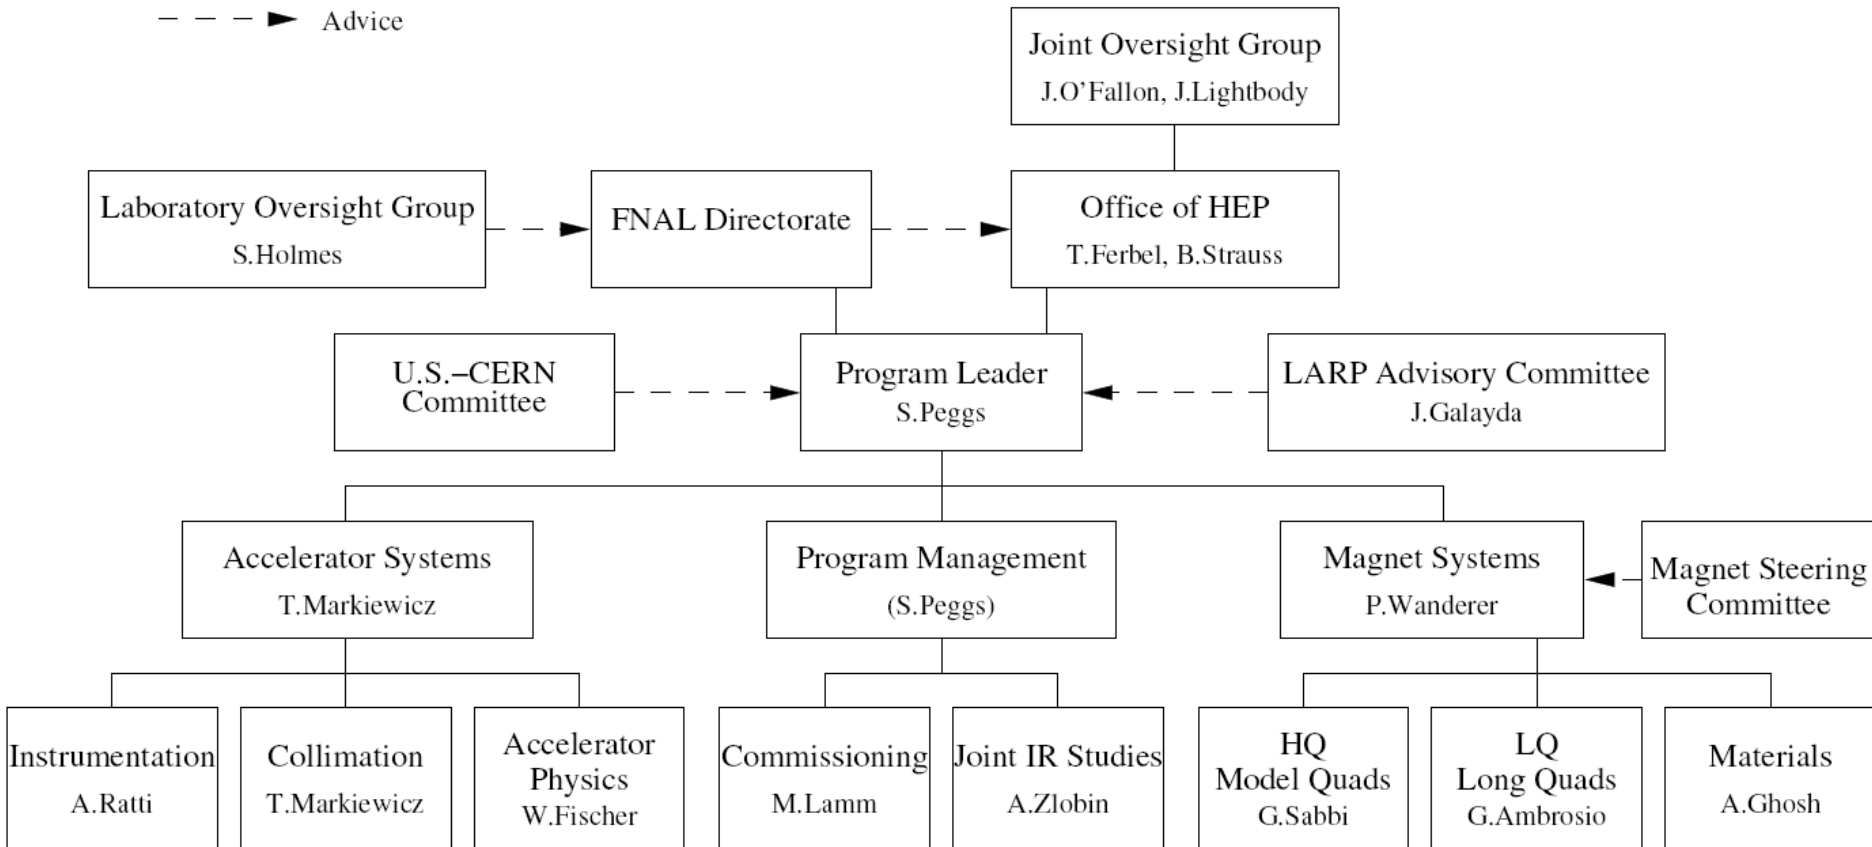 Advice
Joint Oversight Group
J.O'Fallon, J.Lightbody
Laboratory Oversight Group
S.Holmes
FNAL Directorate
Office of HEP
T.Ferbel, B.Strauss
U.S.–CERN
Committee
Program Leader
S.Peggs
LARP Advisory Committee
J.Galayda
Accelerator Systems
T.Markiewicz
Program Management
(S.Peggs)
Magnet Systems
P.Wanderer
Magnet Steering
Committee
Instrumentation
A.Ratti
Collimation
T.Markiewicz
Accelerator
Physics
W.Fischer
Commissioning
M.Lamm
Joint IR Studies
A.Zlobin
HQ
Model Quads
G.Sabbi
LQ
Long Quads
G.Ambrosio
Materials
A.Ghosh